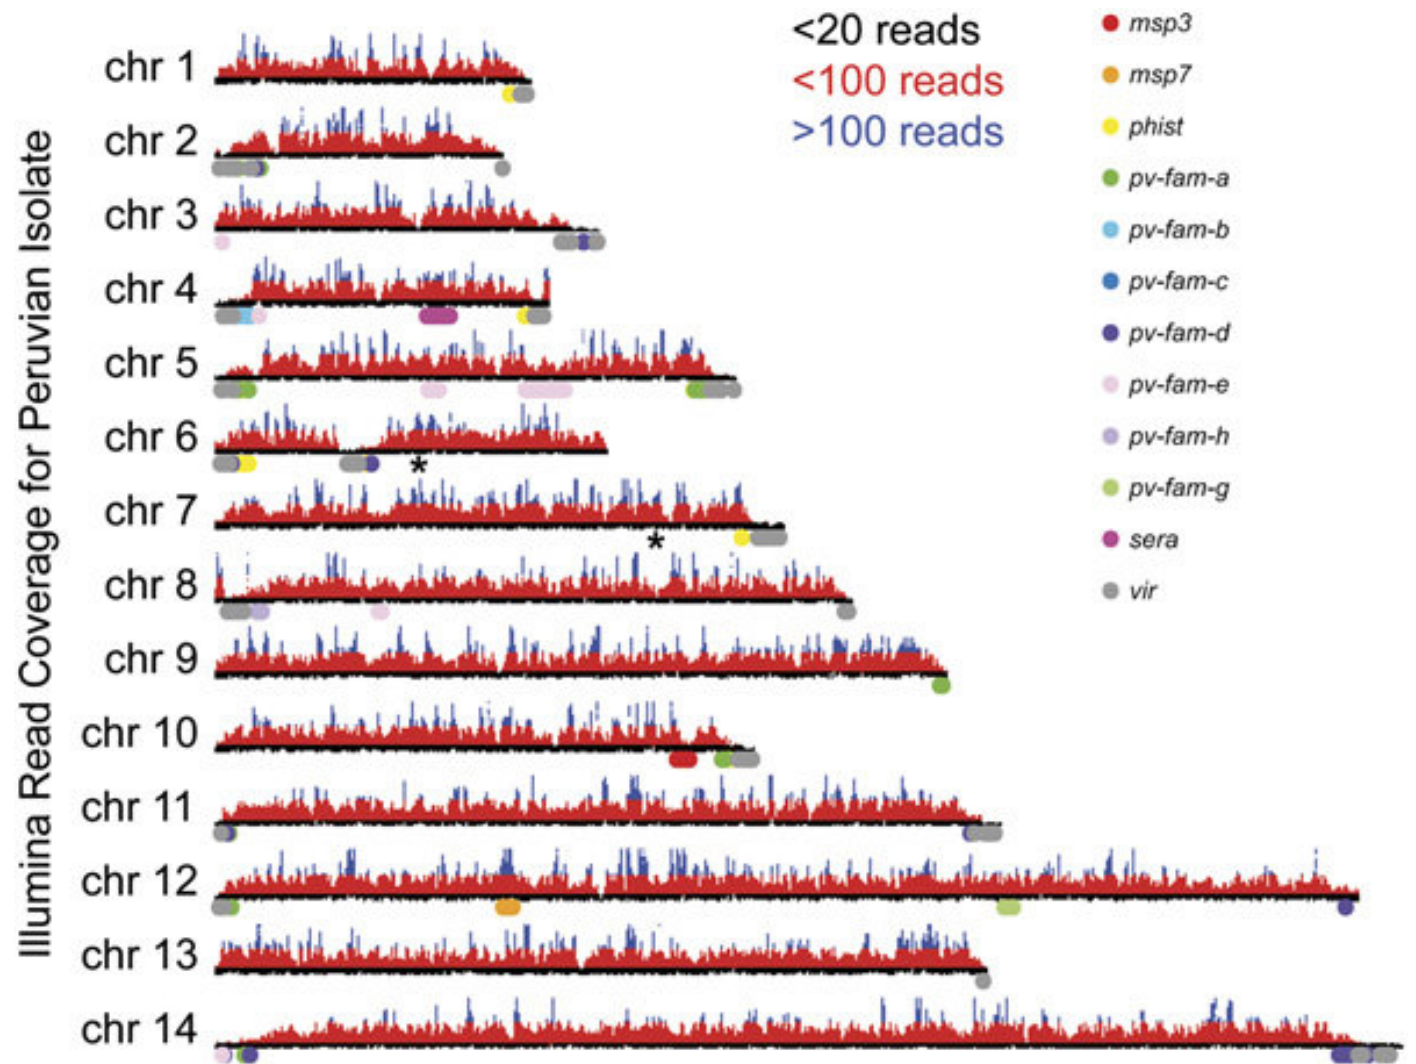 Illumina Read Coverage for Peruvian Isolate
<20 reads
<100 reads
>100 reads
msp3
msp7
phist
pv-fam-a
pv-fam-b
pv-fam-c
pv-fam-d
pv-fam-e
pv-fam-h
pv-fam-g
sera
vir
chr 1
chr 2
chr 3
chr 4
chr 5
chr 6
*
chr 7
*
chr 8
chr 9
chr 10
chr 11
chr 12
chr 13
chr 14